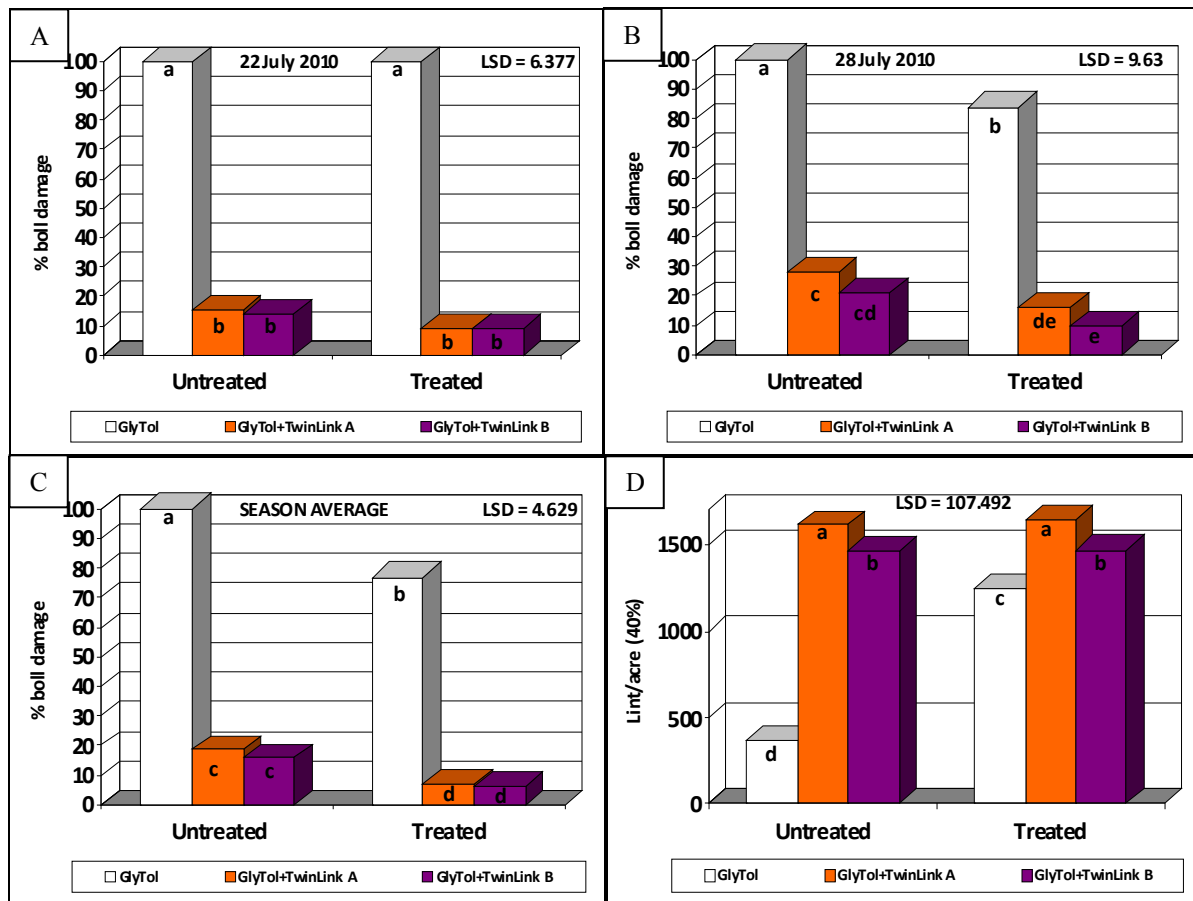 A
22July 2010
LSD = 6.377
% boll damage
100
90
80
70
60
50
40
30
20
10
0
a
b
b
a
b
b
Untreated
Treated
GlyTol
GlyTol+TwinLink A
GlyTol+TwinLink B
B
28July 2010
LSD = 9.63
% boll damage
100
90
80
70
60
50
40
30
20
10
0
a
c
cd
b
de
e
Untreated
Treated
GlyTol
GlyTol+TwinLink A
GlyTol+TwinLink B
C
SEASON AVERAGE
LSD = 4.629
% boll damage
100
90
80
70
60
50
40
30
20
10
0
a
c
c
b
d
d
Untreated
Treated
GlyTol
GlyTol+TwinLink A
GlyTol+TwinLink B
D
LSD = 107.492
Lint/acre (40%)
1500
1000
500
0
d
a
b
c
a
b
Untreated
Treated
GlyTol
GlyTol+TwinLink A
GlyTol+TwinLink B